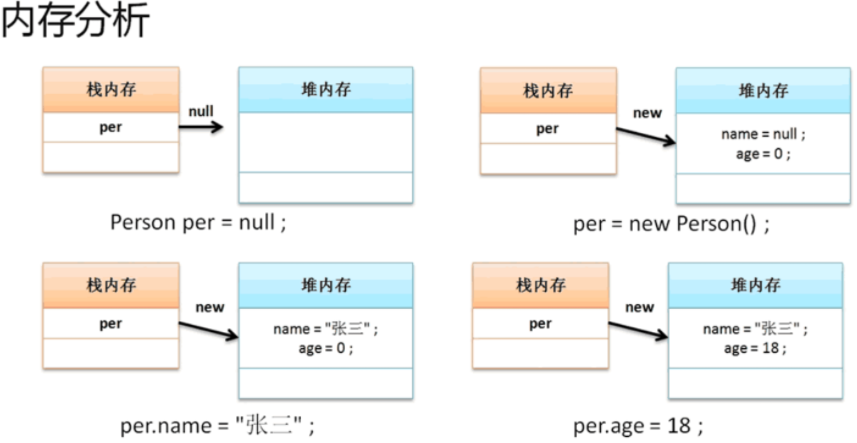 内存分析
栈内存
null
堆内存
per
Person per = null ;
栈内存
new
堆内存
per
name = null ;
age = 0 ;
per = new Person() ;
栈内存
new
堆内存
per
name = "张三" ;
age = 0 ;
per.name = "张三" ;
栈内存
new
堆内存
per
name = "张三" ;
age = 18 ;
per.age = 18 ;